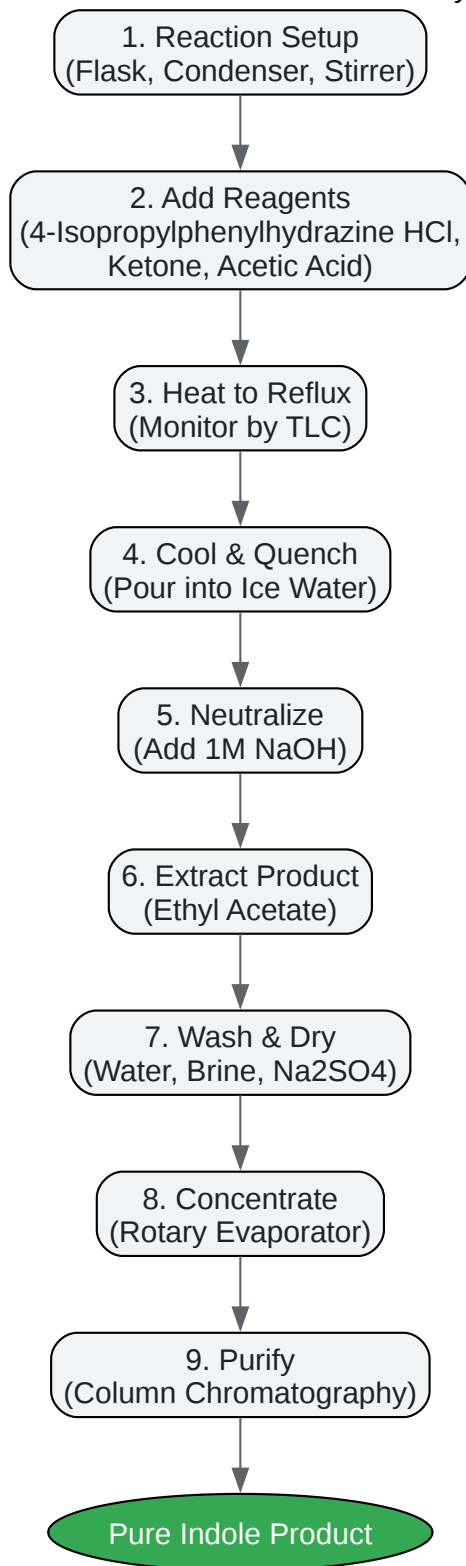 1. Reaction Setup
(Flask, Condenser, Stirrer)
2. Add Reagents
(4-Isopropylphenylhydrazine HCl,
Ketone, Acetic Acid)
3. Heat to Reflux
(Monitor by TLC)
4. Cool & Quench
(Pour into Ice Water)
5. Neutralize
(Add 1M NaOH)
6. Extract Product
(Ethyl Acetate)
7. Wash & Dry
(Water, Brine, Na2SO4)
8. Concentrate
(Rotary Evaporator)
9. Purify
(Column Chromatography)
Pure Indole Product